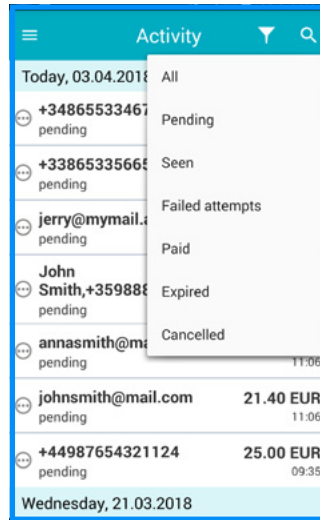 Activity
Today, 03.04.2018
All
+34865533467
pending
Pending
+33865335665
pending
Seen
jerry@mymail.
pending
Failed attempts
Paid
John
Smith,+359888
pending
Expired
Cancelled
annasmith@ma
pending
11:06
johnsmith@mail.com
21.40 EUR
pending
11:06
+44987654321124
25.00 EUR
pending
09:35
Wednesday, 21.03.2018